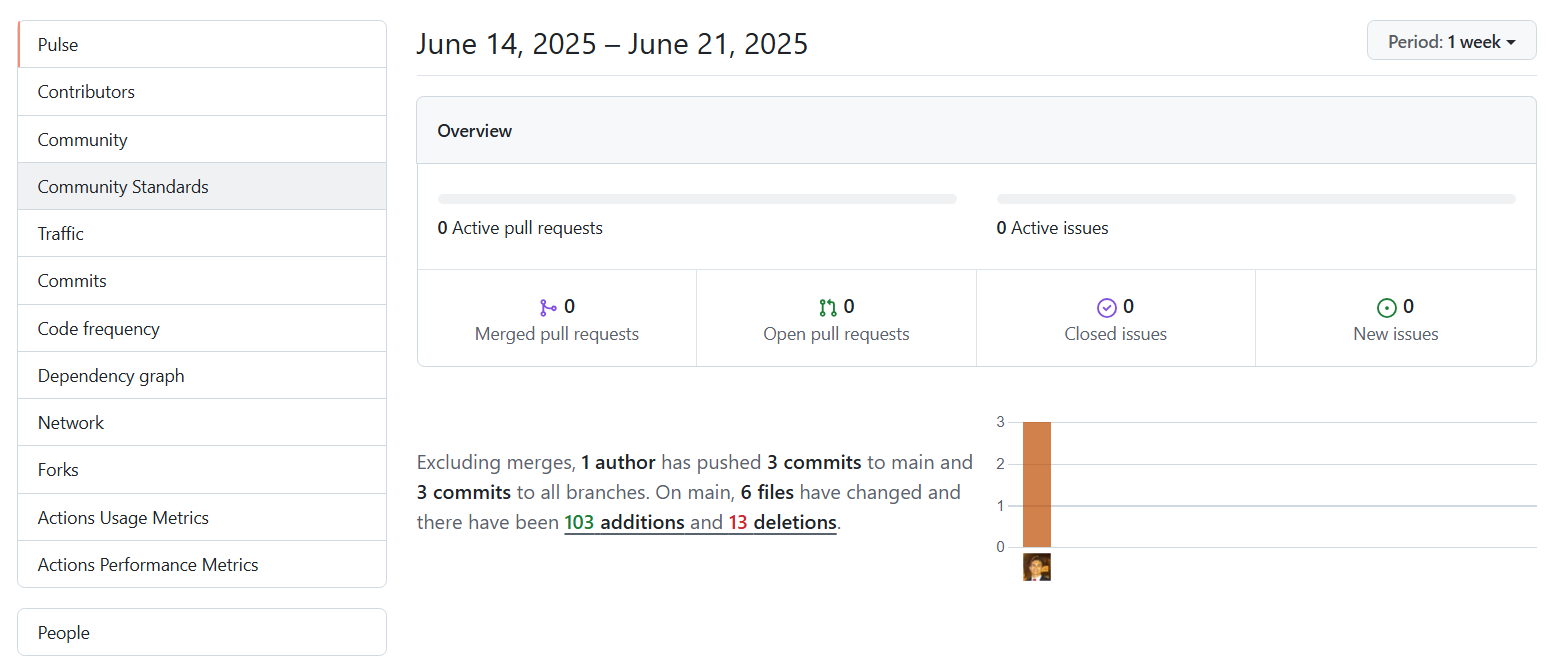 Pulse
Contributors
Community
Community Standards
Traffic
Commits
Code frequency
Dependency graph
Network
Forks
Actions Usage Metrics
Actions Performance Metrics
People
June 14, 2025 – June 21, 2025
Period: 1 week
Overview
0 Active pull requests
0 Active issues
0
Merged pull requests
0
Open pull requests
0
Closed issues
0
New issues
Excluding merges, 1 author has pushed 3 commits to main and
3 commits to all branches. On main, 6 files have changed and
there have been 103 additions and 13 deletions.
3
2
1
0